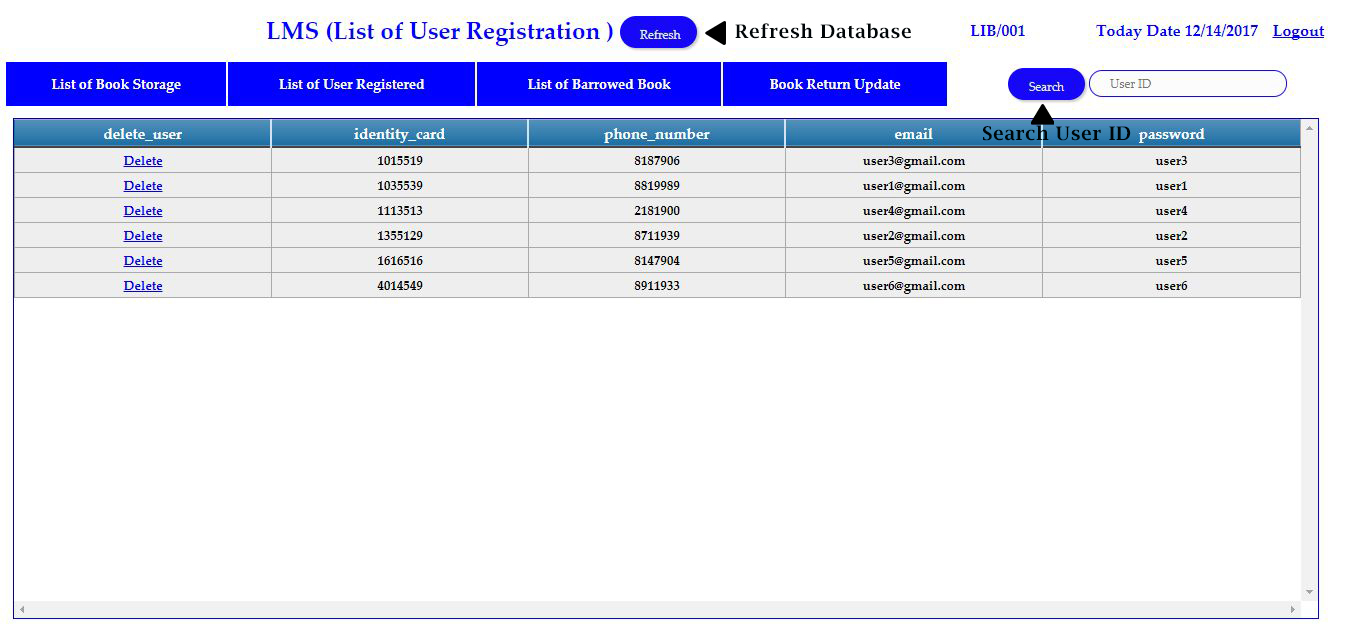 LMS (List of User Registration ) Refresh Refresh Database LIB/001 Today Date 12/14/2017 Logout
List of Book Storage List of User Registered List of Barrowed Book Book Return Update Search User ID
Search User ID
delete_user identity_card phone_number email password
Delete 1015519 8187906 user3@gmail.com user3
Delete 1035539 8819989 user1@gmail.com user1
Delete 1113513 2181900 user4@gmail.com user4
Delete 1355129 8711939 user2@gmail.com user2
Delete 1616516 8147904 user5@gmail.com user5
Delete 4014549 8911933 user6@gmail.com user6